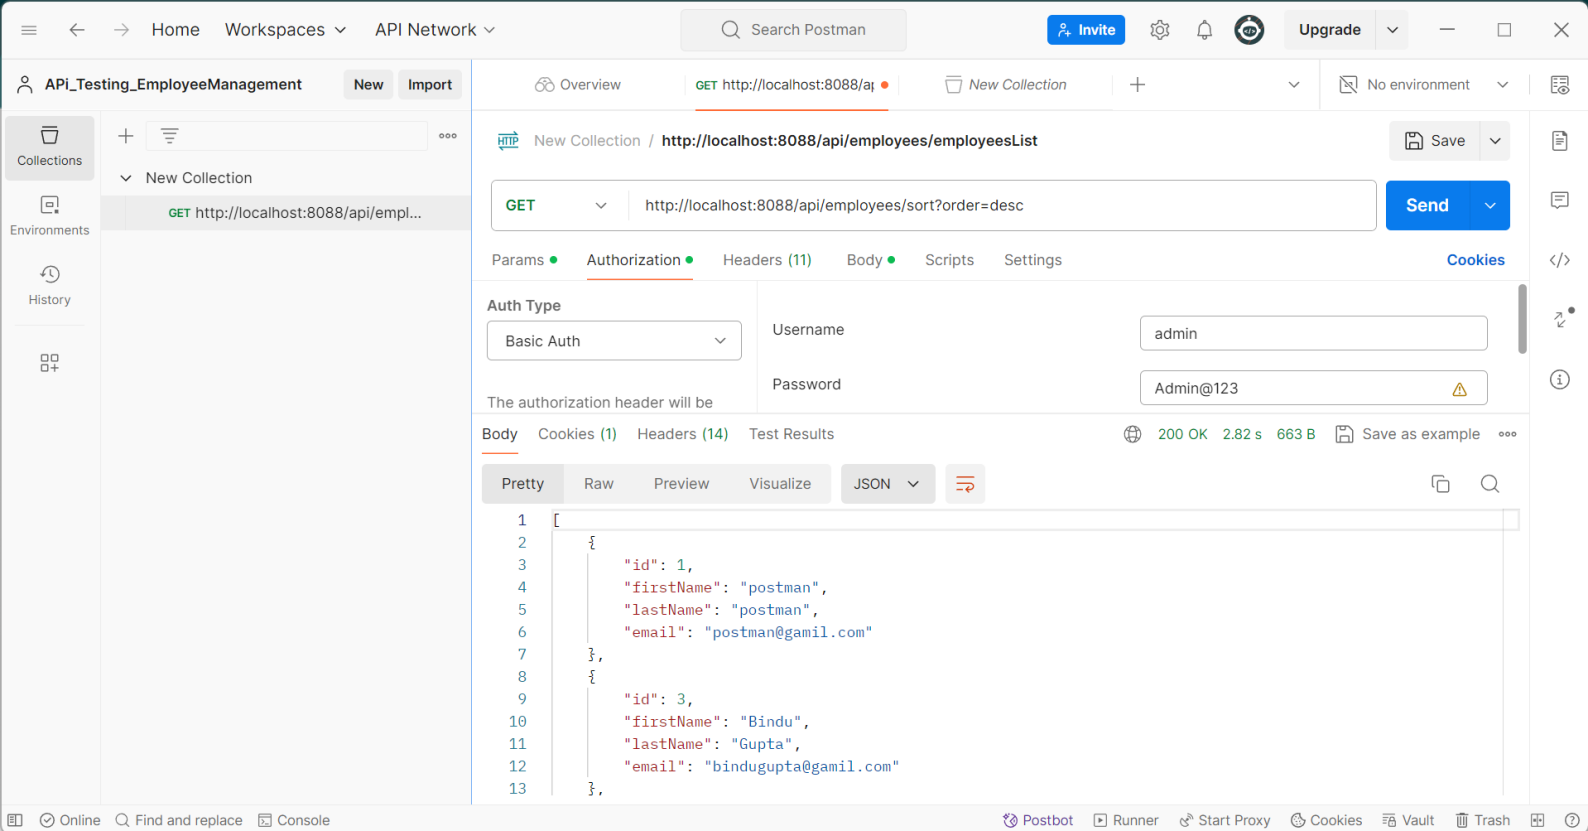 Home Workspaces API Network Search Postman Invite Upgrade
APi_Testing_EmployeeManagement New Import Overview GET http://localhost:8088/ap New Collection No environment
Collections
New Collection / http://localhost:8088/api/employees/employeesList Save
New Collection
GET http://localhost:8088/api/empl...
GET http://localhost:8088/api/employees/sort?order=desc Send
Environments
History
Params Authorization Headers (11) Body Scripts Settings Cookies
Auth Type
Basic Auth
Username admin
Password Admin@123
The authorization header will be
Body Cookies (1) Headers (14) Test Results 200 OK 2.82 s 663 B Save as example
Pretty Raw Preview Visualize JSON
1 [
2 {
3 "id": 1,
4 "firstName": "postman",
5 "lastName": "postman",
6 "email": "postman@gamil.com"
7 },
8 {
9 "id": 3,
10 "firstName": "Bindu",
11 "lastName": "Gupta",
12 "email": "bindugupta@gamil.com"
13 },
Online Find and replace Console Postbot Runner Start Proxy Cookies Vault Trash